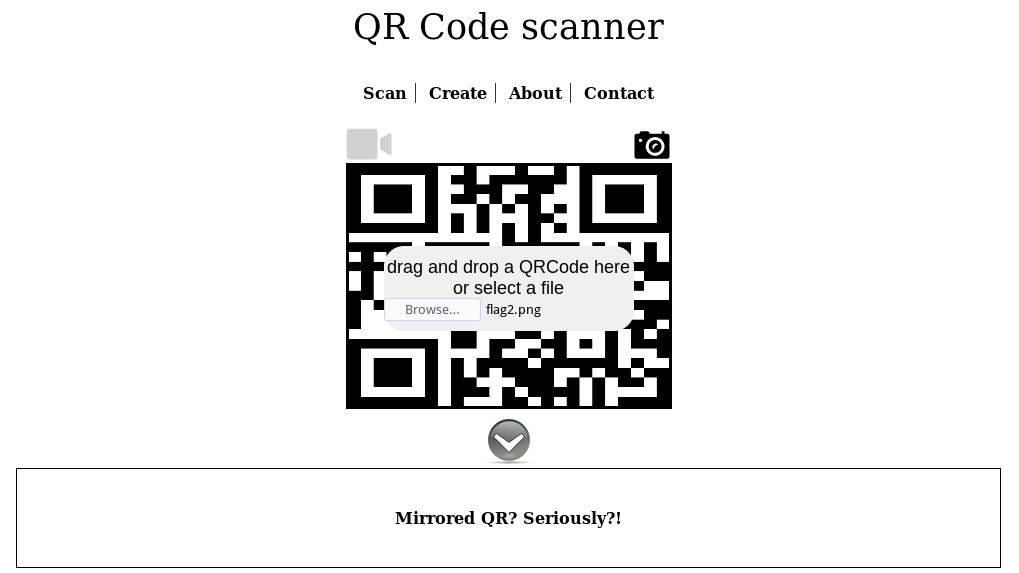 QR Code scanner
Scan Create About Contact
drag and drop a QRCode here
or select a file
Browse... flag2.png
Mirrored QR? Seriously?!